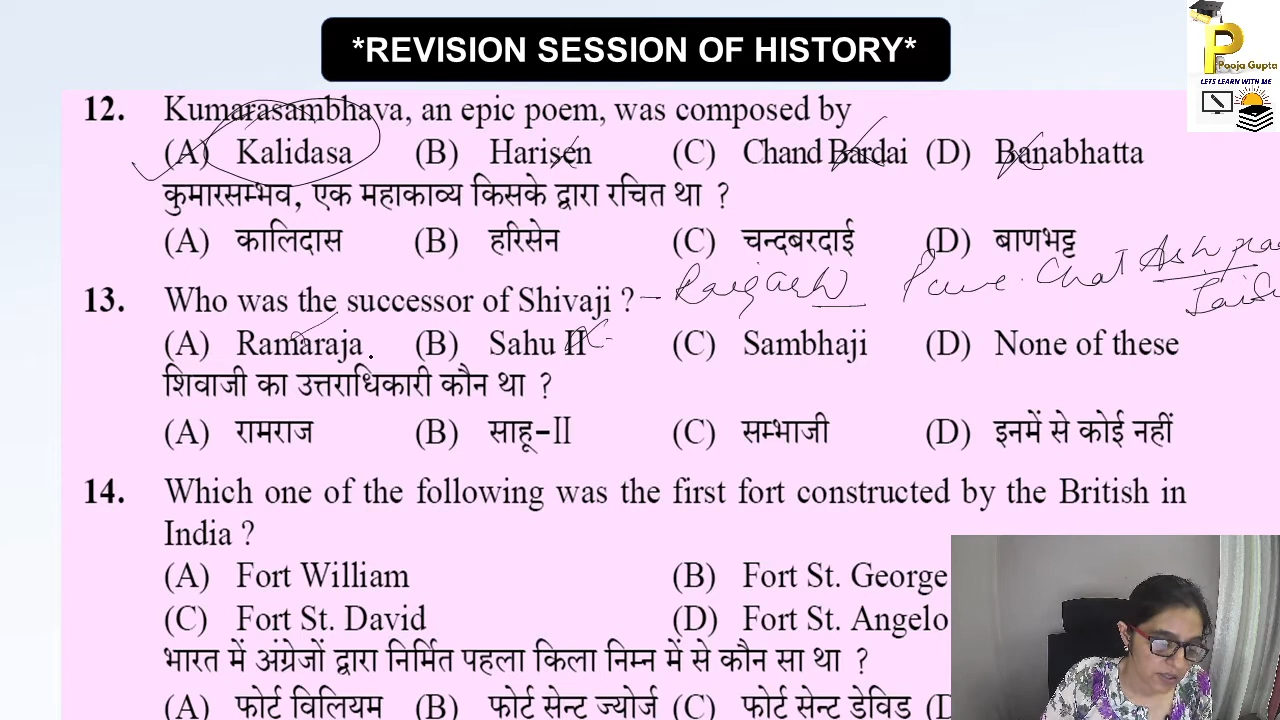 *REVISION SESSION OF HISTORY*
Pooja Gupta
LETS LEARN WITH ME
12. Kumarasambhava, an epic poem, was composed by
(A) Kalidasa (B) Harisen (C) Chand Bardai (D) Banabhatta
कुमारसम्भव, एक महाकाव्य किसके द्वारा रचित था ?
(A) कालिदास (B) हरिसेन (C) चन्दबरदाई (D) बाणभट्ट
13. Who was the successor of Shivaji ? – Raigarh
(A) Ramaraja (B) Sahu II (C) Sambhaji (D) None of these
शिवाजी का उत्तराधिकारी कौन था ?
(A) रामराज (B) साहू-II (C) सम्भाजी (D) इनमें से कोई नहीं
14. Which one of the following was the first fort constructed by the British in
India ?
(A) Fort William (B) Fort St. George
(C) Fort St. David (D) Fort St. Angelo
भारत में अंग्रेजों द्वारा निर्मित पहला किला निम्न में से कौन सा था ?
(A) फोर्ट विलियम (B) फोर्ट सेन्ट ज्योर्ज (C) फोर्ट सेन्ट डेविड (D